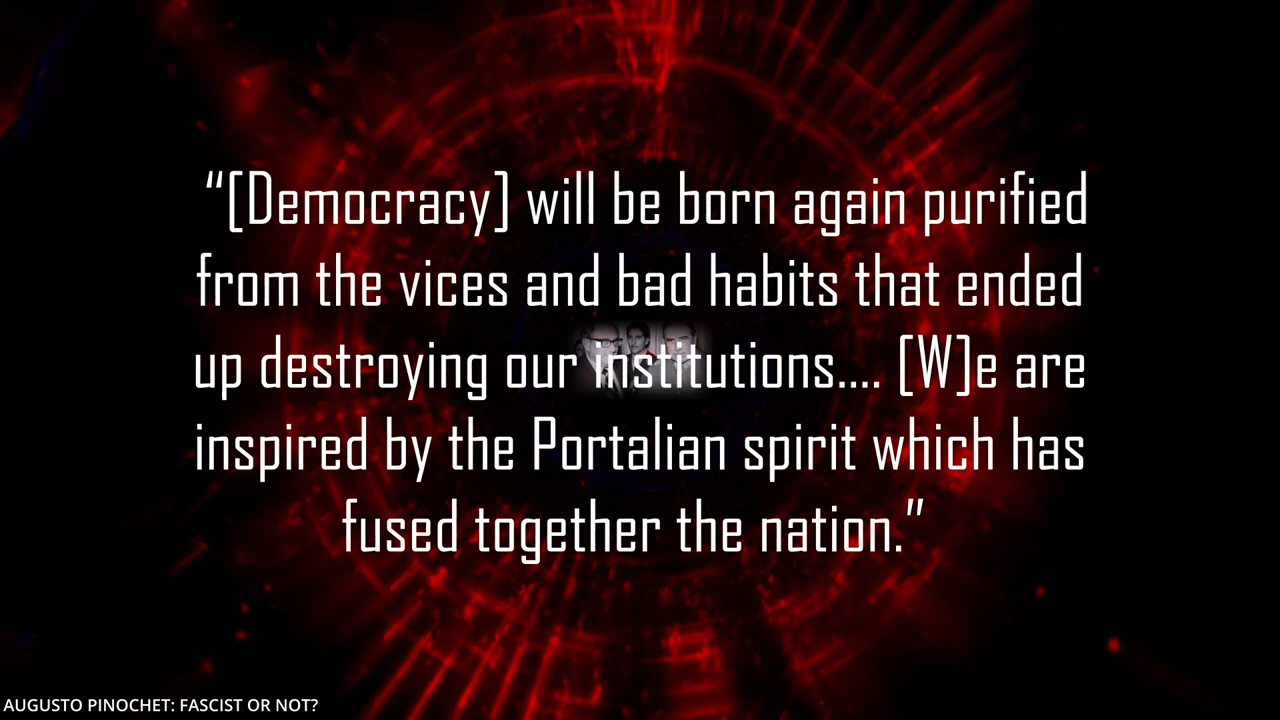 “[Democracy] will be born again purified
from the vices and bad habits that ended
up destroying our institutions.... [W]e are
inspired by the Portalian spirit which has
fused together the nation.”
AUGUSTO PINOCHET: FASCIST OR NOT?